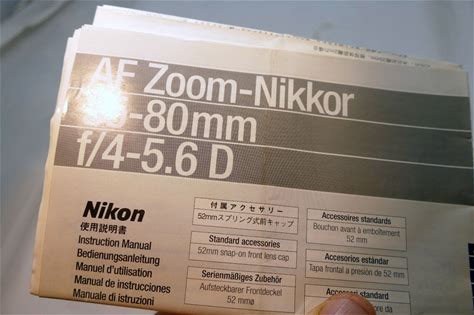 AF Zoom-Nikkor
-80mm
f/4-5.6 D
Nikon
使用説明書
Instruction Manual
Bedienungsanleitung
Manuel d'utilisation
Manual de instrucciones
Manuale di istruzioni
付属アクセサリー
52mmスプリング式前キャップ
Standard accessories
52mm snap-on front lens cap
Serienmäßiges Zubehör
Aufsteckbarer Frontdeckel
52 mmø
Accessoires standards
Bouchon avant à emboîtement
52 mm
Accesorios estándar
Tapa frontal a presión de 52 mm